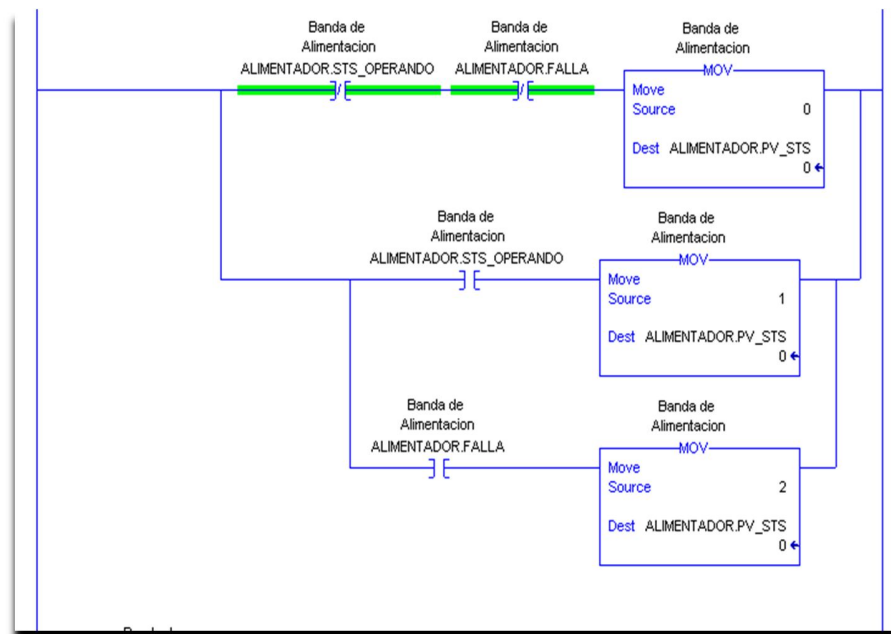 Banda de
Alimentacion
ALIMENTADOR.STS_OPERANDO
Banda de
Alimentacion
ALIMENTADOR.FALLA
Banda de
Alimentacion
MOV
Move
Source 0
Dest ALIMENTADOR.PV_STS
0
Banda de
Alimentacion
ALIMENTADOR.STS_OPERANDO
Banda de
Alimentacion
MOV
Move
Source 1
Dest ALIMENTADOR.PV_STS
0
Banda de
Alimentacion
ALIMENTADOR.FALLA
Banda de
Alimentacion
MOV
Move
Source 2
Dest ALIMENTADOR.PV_STS
0